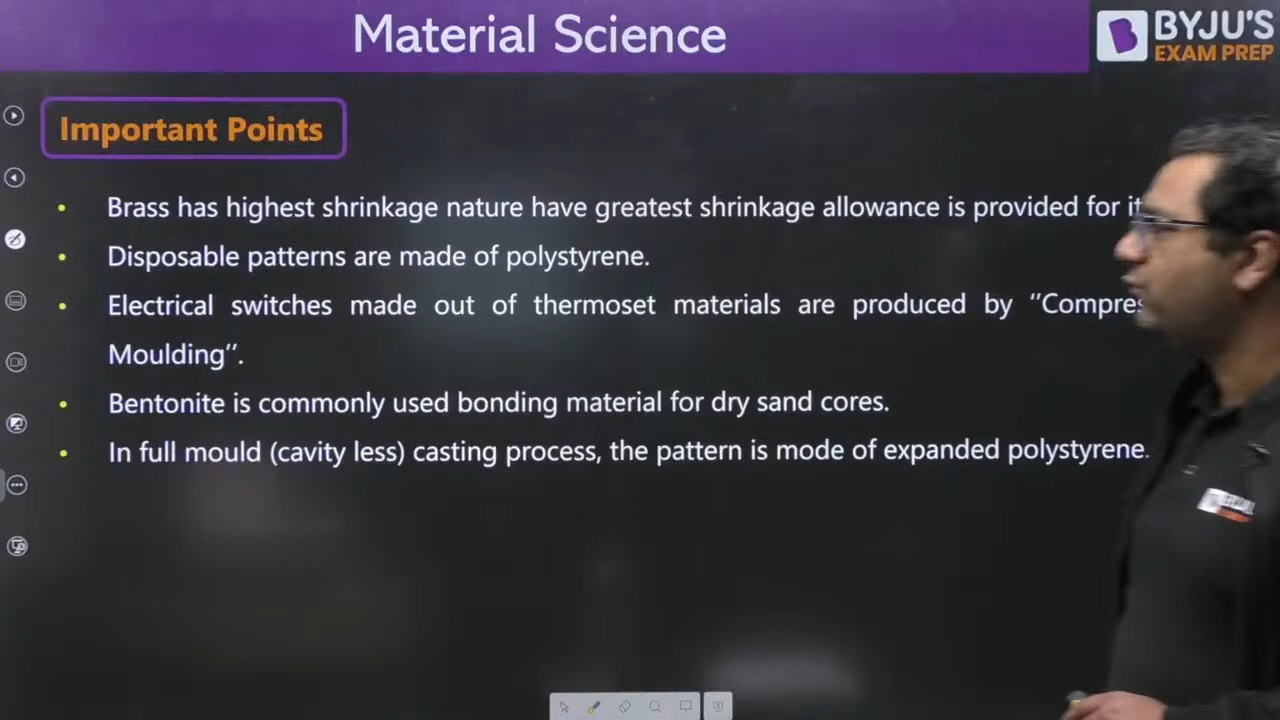 Material Science
BYJU'S
EXAM PREP
Important Points
• Brass has highest shrinkage nature have greatest shrinkage allowance is provided for it
• Disposable patterns are made of polystyrene.
• Electrical switches made out of thermoset materials are produced by ‘’Compres
Moulding’’.
• Bentonite is commonly used bonding material for dry sand cores.
• In full mould (cavity less) casting process, the pattern is mode of expanded polystyrene.